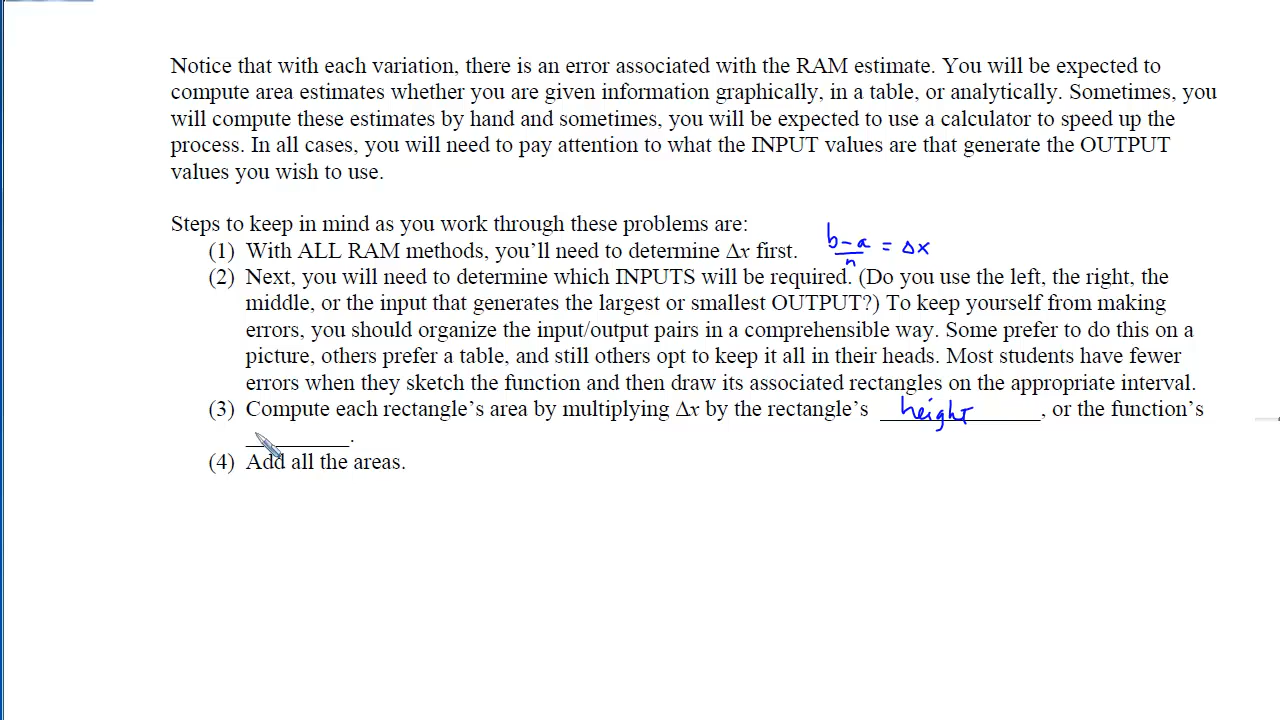 Notice that with each variation, there is an error associated with the RAM estimate. You will be expected to
compute area estimates whether you are given information graphically, in a table, or analytically. Sometimes, you
will compute these estimates by hand and sometimes, you will be expected to use a calculator to speed up the
process. In all cases, you will need to pay attention to what the INPUT values are that generate the OUTPUT
values you wish to use.
Steps to keep in mind as you work through these problems are:
(1) With ALL RAM methods, you'll need to determine Δx first. b-a/n = Δx
(2) Next, you will need to determine which INPUTS will be required. (Do you use the left, the right, the
middle, or the input that generates the largest or smallest OUTPUT?) To keep yourself from making
errors, you should organize the input/output pairs in a comprehensible way. Some prefer to do this on a
picture, others prefer a table, and still others opt to keep it all in their heads. Most students have fewer
errors when they sketch the function and then draw its associated rectangles on the appropriate interval.
(3) Compute each rectangle's area by multiplying Δx by the rectangle's height, or the function's
_________.
(4) Add all the areas.